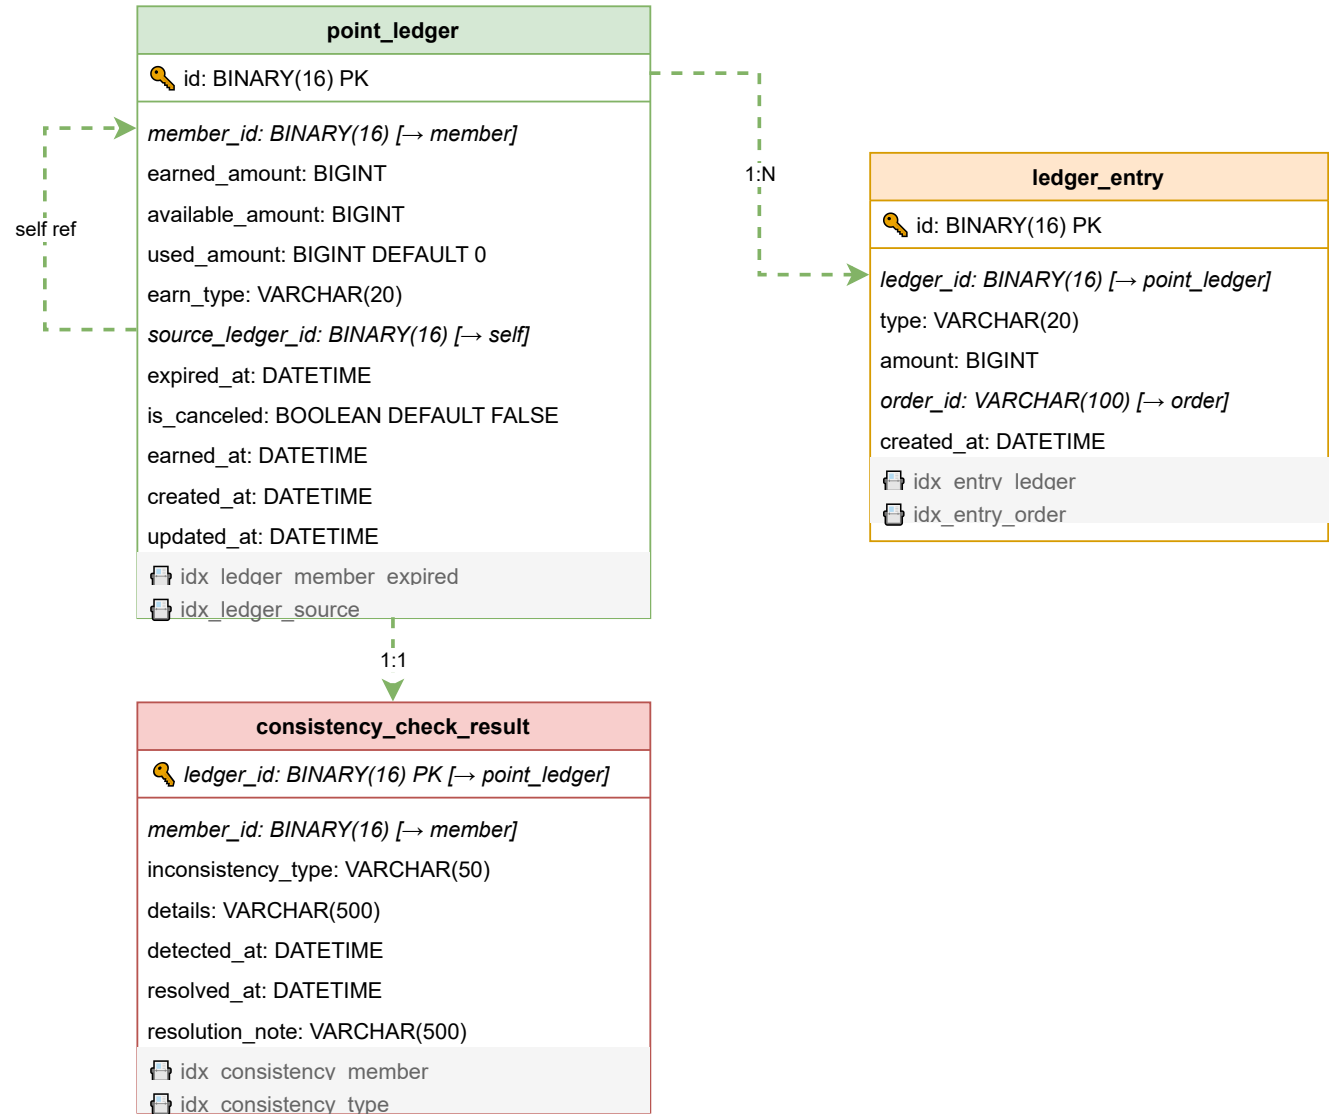 point_ledger
id: BINARY(16) PK
member_id: BINARY(16) [→ member]
earned_amount: BIGINT
available_amount: BIGINT
used_amount: BIGINT DEFAULT 0
earn_type: VARCHAR(20)
source_ledger_id: BINARY(16) [→ self]
expired_at: DATETIME
is_canceled: BOOLEAN DEFAULT FALSE
earned_at: DATETIME
created_at: DATETIME
updated_at: DATETIME
idx_ledger_member_expired
idx_ledger_source
self ref
1:N
ledger_entry
id: BINARY(16) PK
ledger_id: BINARY(16) [→ point_ledger]
type: VARCHAR(20)
amount: BIGINT
order_id: VARCHAR(100) [→ order]
created_at: DATETIME
idx_entry_ledger
idx_entry_order
1:1
consistency_check_result
ledger_id: BINARY(16) PK [→ point_ledger]
member_id: BINARY(16) [→ member]
inconsistency_type: VARCHAR(50)
details: VARCHAR(500)
detected_at: DATETIME
resolved_at: DATETIME
resolution_note: VARCHAR(500)
idx_consistency_member
idx_consistency_type